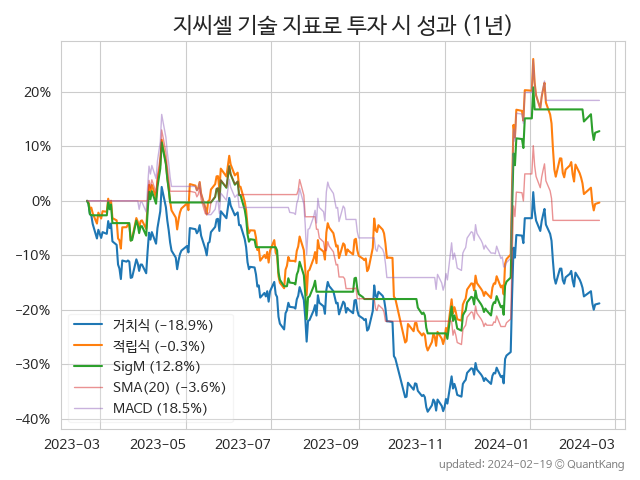 지씨셀 기술 지표로 투자 시 성과 (1년)
20%
10%
0%
−10%
−20%
−30%
−40%
거치식 (−18.9%)
적립식 (−0.3%)
SigM (12.8%)
SMA(20) (−3.6%)
MACD (18.5%)
2023-03 2023-05 2023-07 2023-09 2023-11 2024-01 2024-03
updated: 2024-02-19 © QuantKang